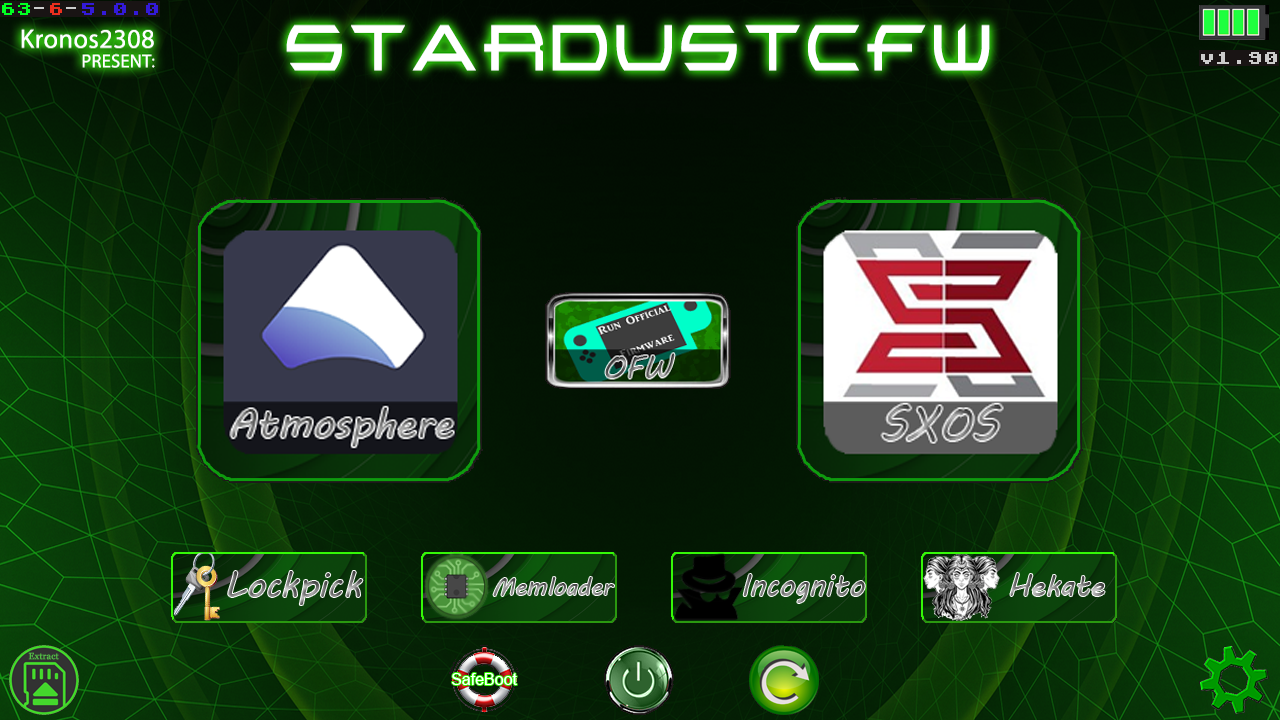 63-6-5.0.0
Kronos2308
PRESENT:
STARDUSTCFW
v1.90
RUN OFFICIAL
FIRMWARE
OFW
Atmosphere
SXOS
Lockpick
Memloader
Incognito
Hekate
Extract
SafeBoot